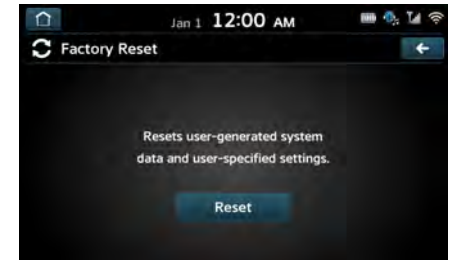 Jan 1 12:00 AM
Factory Reset
Resets user-generated system
data and user-specified settings.
Reset